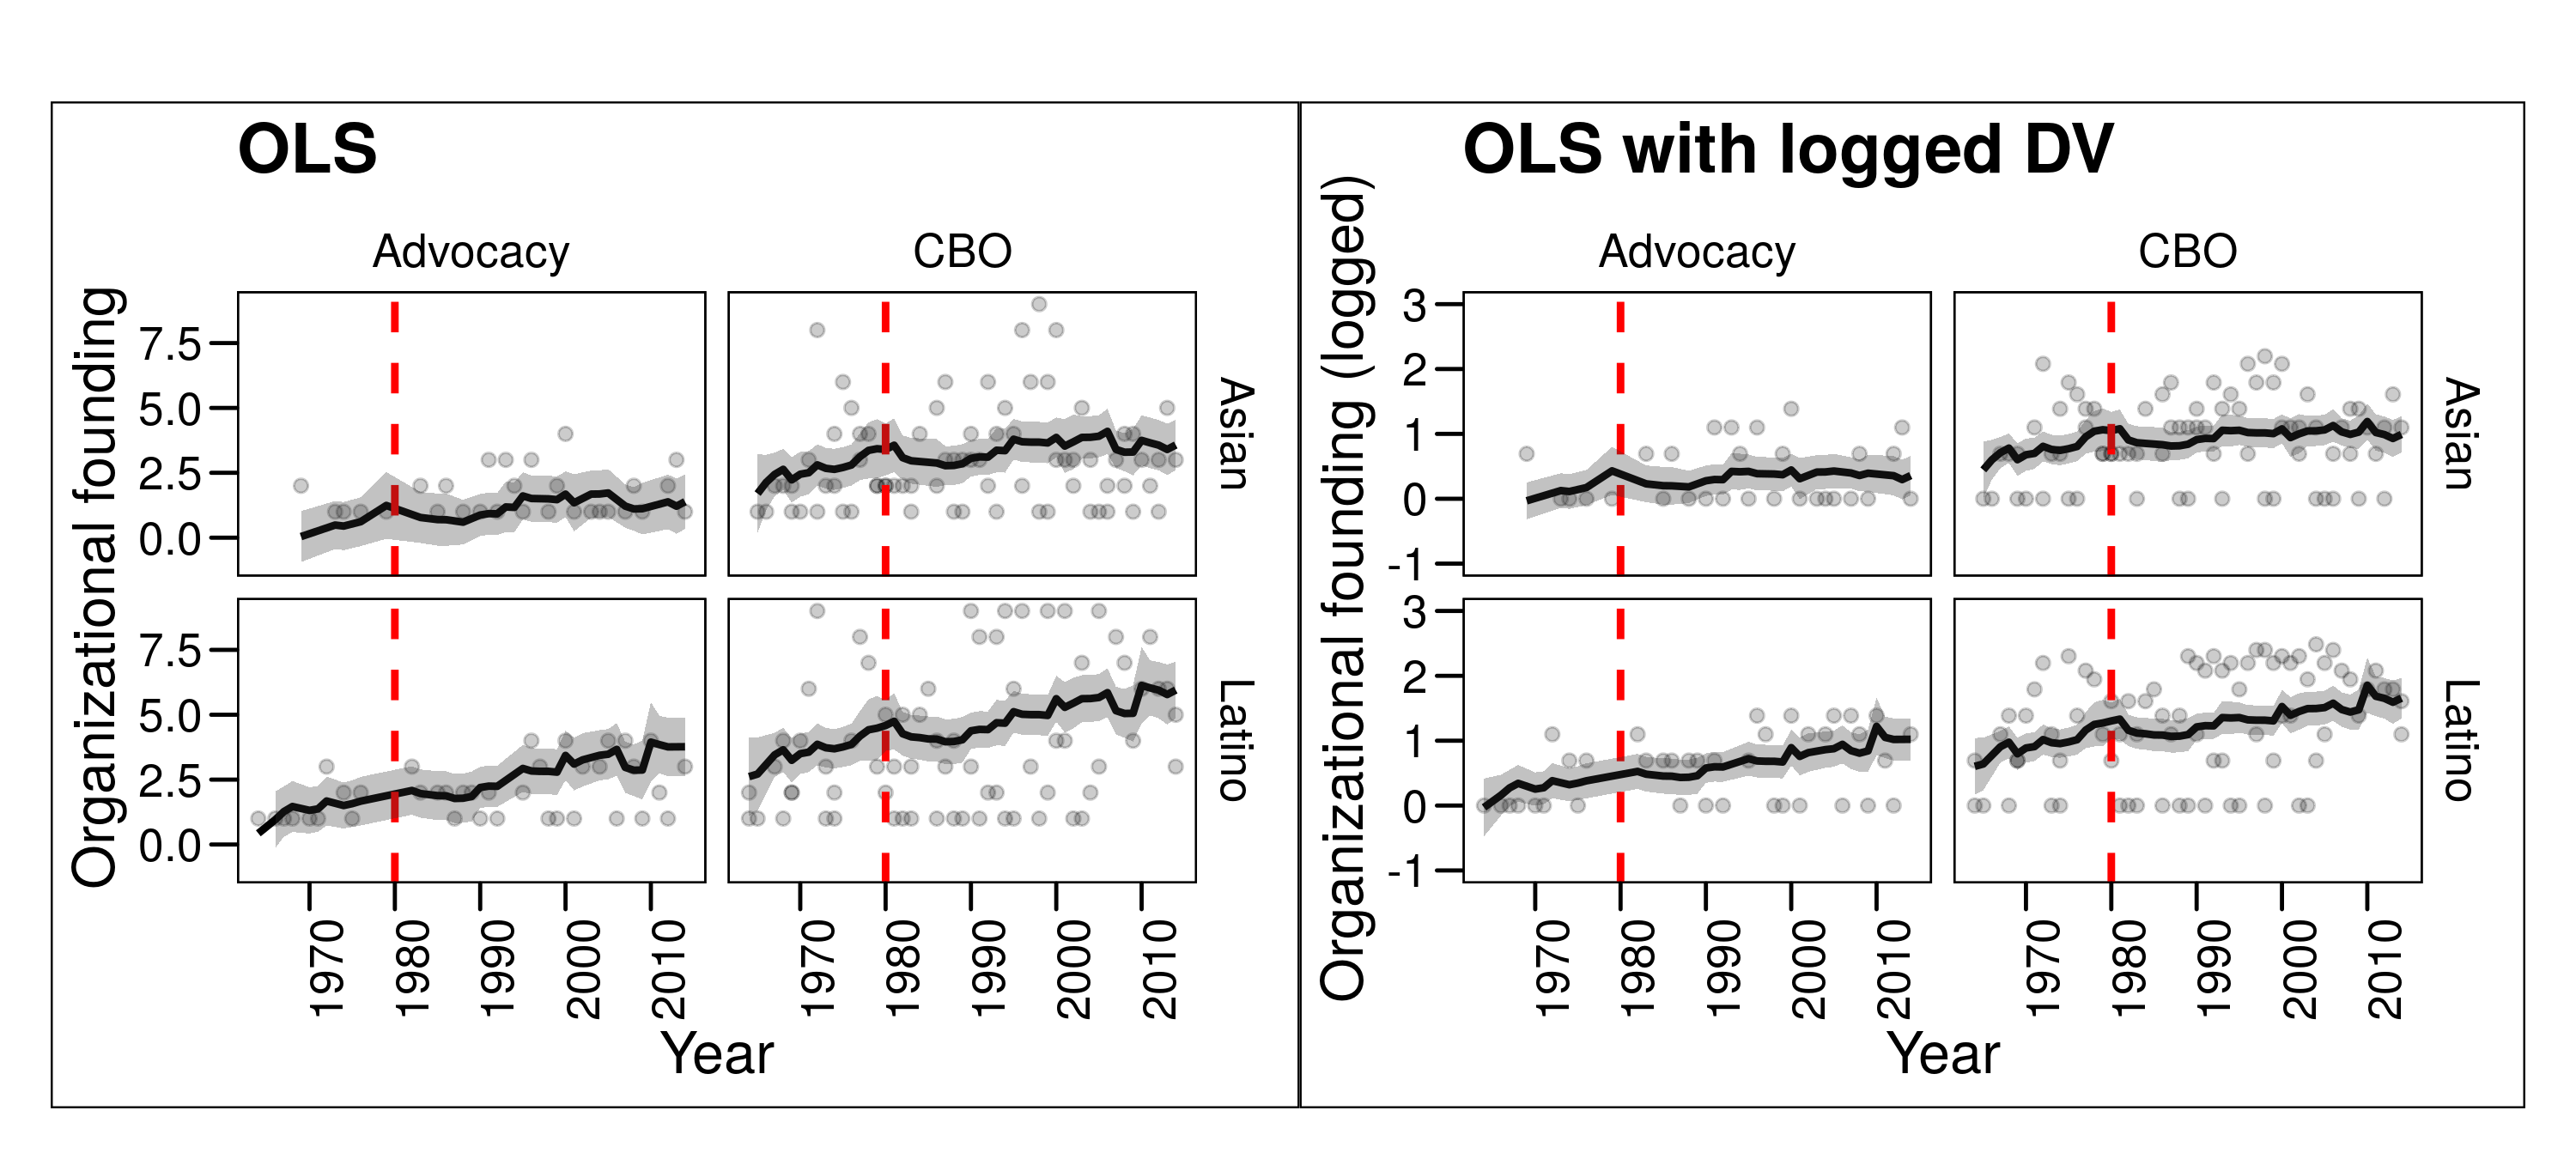 OLS
Advocacy
CBO
Organizational founding
7.5
5.0
2.5
0.0
Asian
7.5
5.0
2.5
0.0
Latino
1970
1980
1990
2000
2010
1970
1980
1990
2000
2010
Year
OLS with logged DV
Advocacy
CBO
Organizational founding (logged)
3
2
1
0
-1
Asian
3
2
1
0
-1
Latino
1970
1980
1990
2000
2010
1970
1980
1990
2000
2010
Year